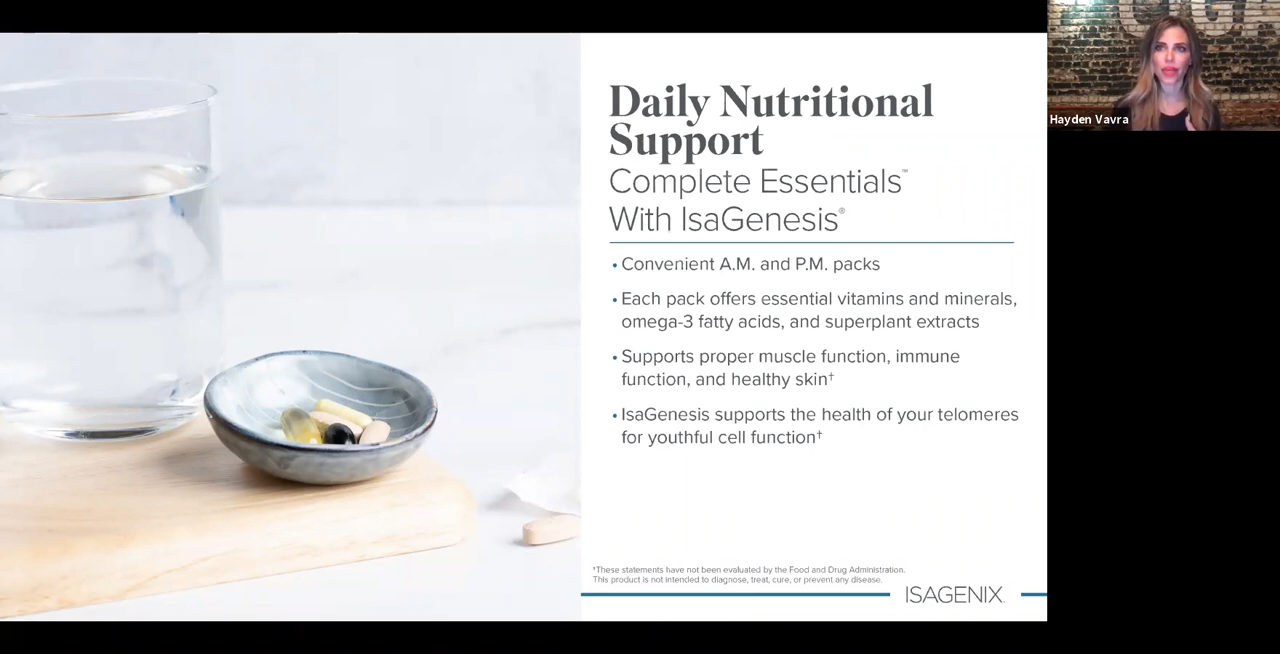 Daily Nutritional
Support
Complete Essentials™
With IsaGenesis®
• Convenient A.M. and P.M. packs
• Each pack offers essential vitamins and minerals,
omega-3 fatty acids, and superplant extracts
• Supports proper muscle function, immune
function, and healthy skin†
• IsaGenesis supports the health of your telomeres
for youthful cell function†
†These statements have not been evaluated by the Food and Drug Administration.
This product is not intended to diagnose, treat, cure, or prevent any disease.
ISAGENIX.
Hayden Vavra